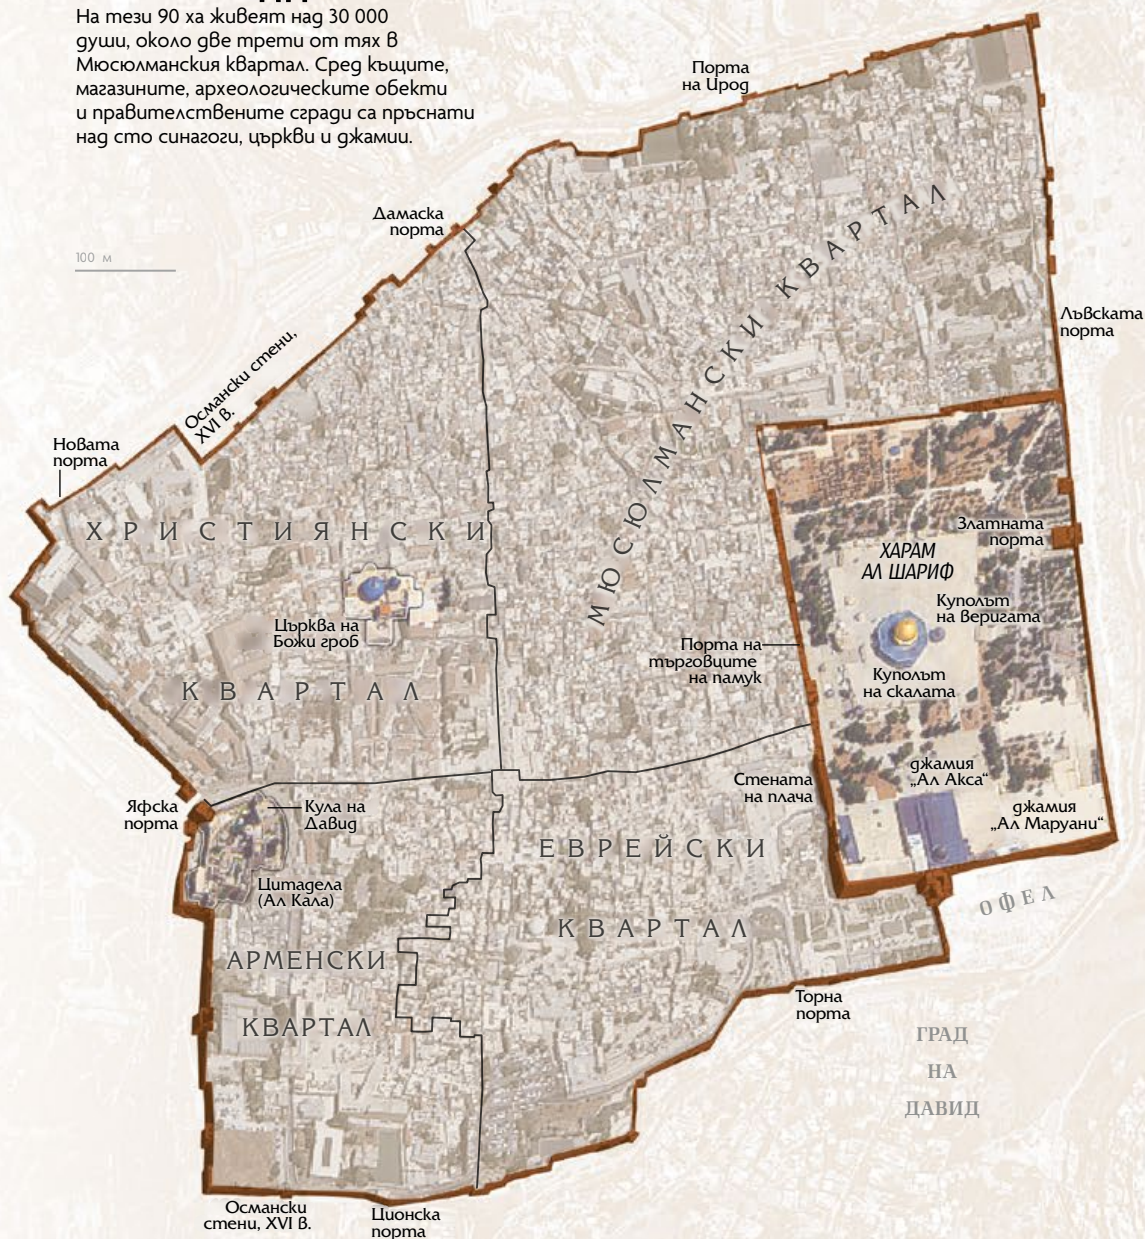 На тези 90 ха живеят над 30 000
души, около две трети от тях в
Мюсюлманския квартал. Сред къщите,
магазините, археологическите обекти
и правителствените сгради са пръснати
над сто синагоги, църкви и джамии.
100 м
Порта
на Ирод
Дамаска
порта
Лъвската
порта
Османски стени,
XVI в.
Новата
порта
МЮСЮЛМАНСКИ КВАРТАЛ
ХРИСТИЯНСКИ
КВАРТАЛ
Църква на
Божи гроб
Златната
порта
ХАРАМ
АЛ ШАРИФ
Куполът
на веригата
Куполът
на скалата
Порта на
търговците
на памук
Стената
на плача
джамия
„Ал Акса“
джамия
„Ал Маруани“
Яфска
порта
Кула на
Давид
Цитадела
(Ал Кала)
ЕВРЕЙСКИ
КВАРТАЛ
АРМЕНСКИ
КВАРТАЛ
ОФЕЛ
Торна
порта
ГРАД
НА
ДАВИД
Османски
стени, XVI в.
Ционска
порта